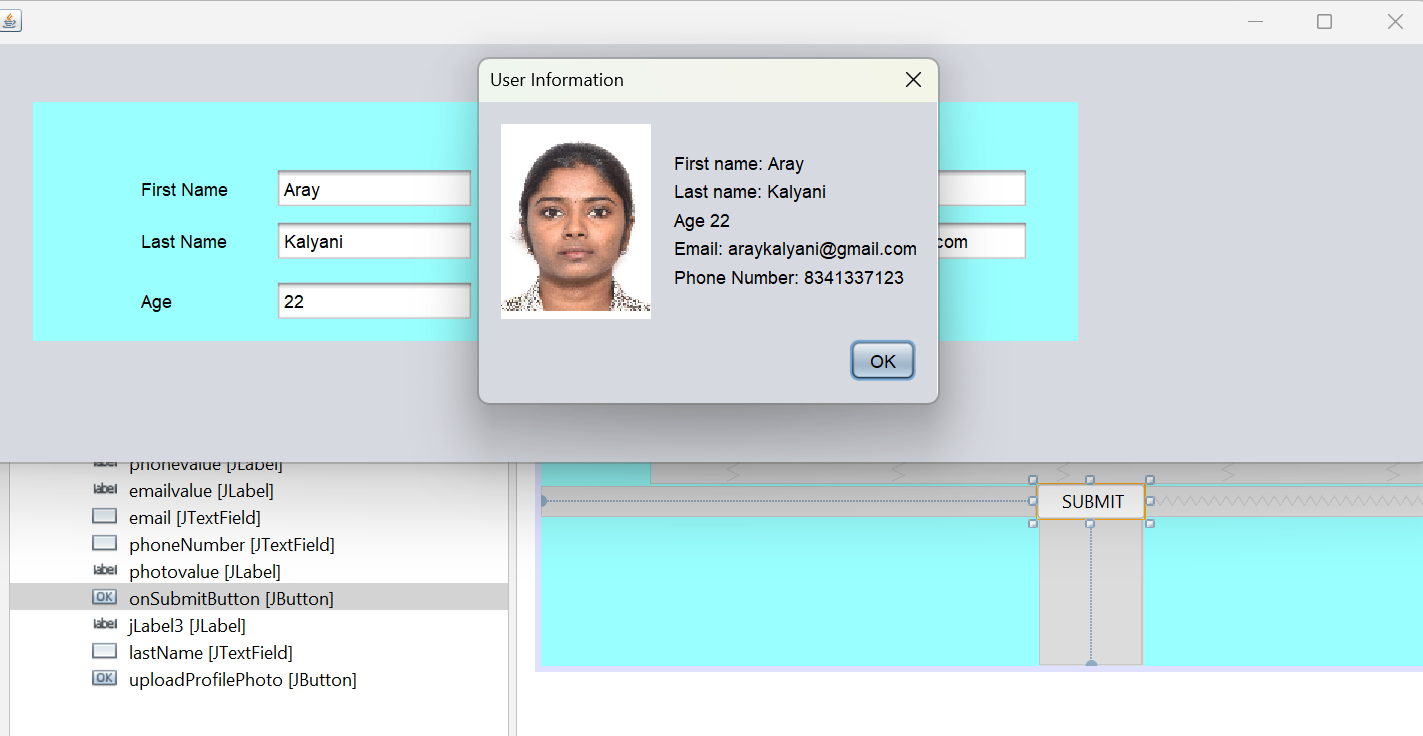 User Information
First name: Aray
Last name: Kalyani
Age 22
Email: araykalyani@gmail.com
Phone Number: 8341337123
OK
First Name
Aray
Last Name
Kalyani
com
Age
22
label phonevalue [JLabel]
label emailvalue [JLabel]
email [JTextField]
phoneNumber [JTextField]
label photovalue [JLabel]
OK onSubmitButton [JButton]
label jLabel3 [JLabel]
lastName [JTextField]
OK uploadProfilePhoto [JButton]
SUBMIT